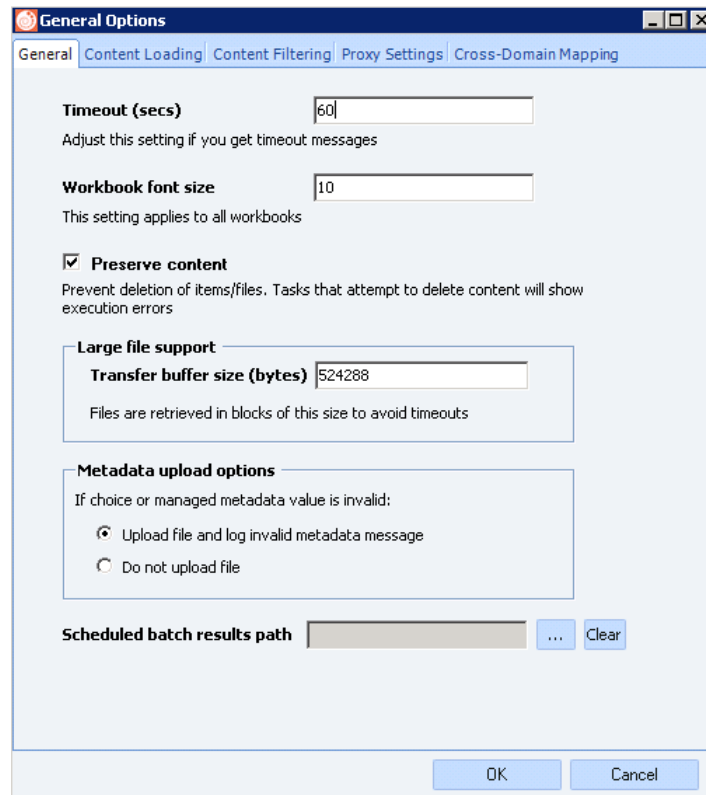 General Options
General Content Loading Content Filtering Proxy Settings Cross-Domain Mapping
Timeout (secs) 60
Adjust this setting if you get timeout messages
Workbook font size 10
This setting applies to all workbooks
Preserve content
Prevent deletion of items/files. Tasks that attempt to delete content will show
execution errors
Large file support
Transfer buffer size (bytes) 524288
Files are retrieved in blocks of this size to avoid timeouts
Metadata upload options
If choice or managed metadata value is invalid:
Upload file and log invalid metadata message
Do not upload file
Scheduled batch results path ... Clear
OK Cancel